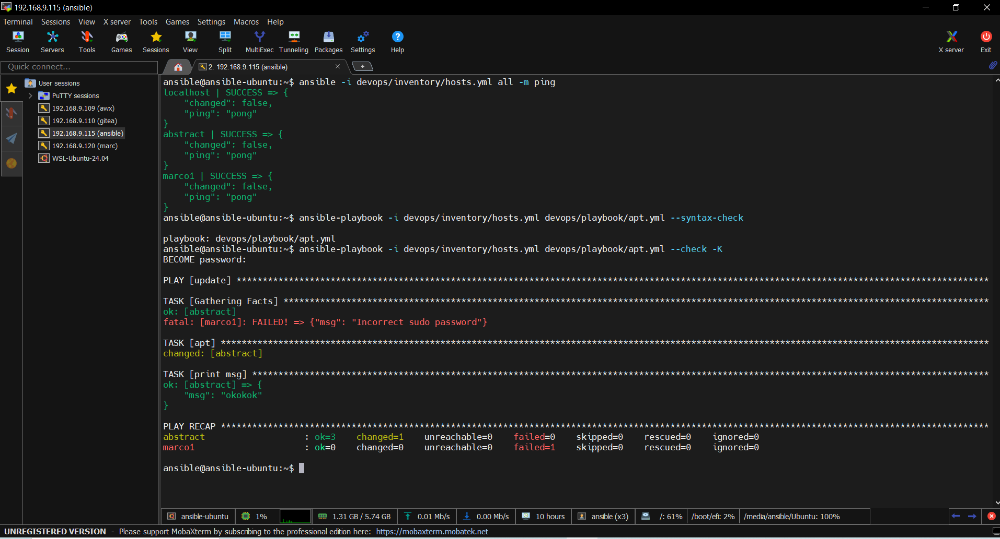 192.168.9.115 (ansible)
Terminal Sessions View X server Tools Games Settings Macros Help
Session Servers Tools Games Sessions View Split MultiExec Tunneling Packages Settings Help X server Exit
Quick connect...
2. 192.168.9.115 (ansible)
User sessions
PuTTY sessions
192.168.9.109 (awx)
192.168.9.110 (gitea)
192.168.9.115 (ansible)
192.168.9.120 (marc)
WSL-Ubuntu-24.04
ansible@ansible-ubuntu:~$ ansible -i devops/inventory/hosts.yml all -m ping
localhost | SUCCESS => {
    "changed": false,
    "ping": "pong"
}
abstract | SUCCESS => {
    "changed": false,
    "ping": "pong"
}
marco1 | SUCCESS => {
    "changed": false,
    "ping": "pong"
}
ansible@ansible-ubuntu:~$ ansible-playbook -i devops/inventory/hosts.yml devops/playbook/apt.yml --syntax-check
playbook: devops/playbook/apt.yml
ansible@ansible-ubuntu:~$ ansible-playbook -i devops/inventory/hosts.yml devops/playbook/apt.yml --check -K
BECOME password:
PLAY [update] ************************************************************************************************************************************************
TASK [Gathering Facts] ***************************************************************************************************************************************
ok: [abstract]
fatal: [marco1]: FAILED! => {"msg": "Incorrect sudo password"}
TASK [apt] ***************************************************************************************************************************************************
changed: [abstract]
TASK [print msg] *********************************************************************************************************************************************
ok: [abstract] => {
    "msg": "okokok"
}
PLAY RECAP ***************************************************************************************************************************************************
abstract                   : ok=3    changed=1    unreachable=0    failed=0    skipped=0    rescued=0    ignored=0
marco1                     : ok=0    changed=0    unreachable=0    failed=1    skipped=0    rescued=0    ignored=0
ansible@ansible-ubuntu:~$
ansible-ubuntu 1% 1.31 GB / 5.74 GB 0.01 Mb/s 0.00 Mb/s 10 hours ansible (x3) /: 61% /boot/efi: 2% /media/ansible/Ubuntu: 100%
UNREGISTERED VERSION - Please support MobaXterm by subscribing to the professional edition here: https://mobaxterm.mobatek.net